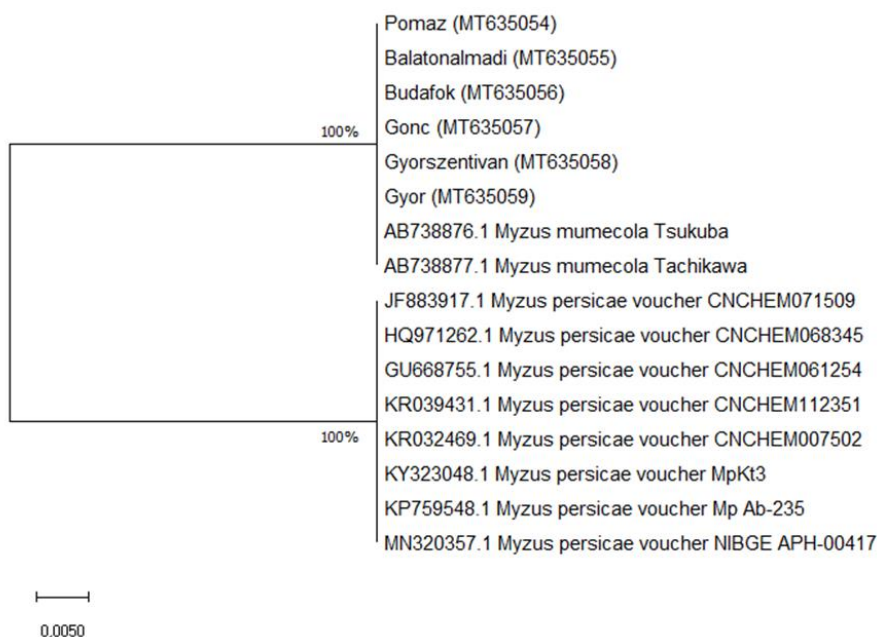 Pomaz (MT635054)
Balatonalmadi (MT635055)
Budafok (MT635056)
100%
Gonc (MT635057)
Gyorszentivan (MT635058)
Gyor (MT635059)
AB738876.1 Myzus mumecola Tsukuba
AB738877.1 Myzus mumecola Tachikawa
JF883917.1 Myzus persicae voucher CNCHEM071509
HQ971262.1 Myzus persicae voucher CNCHEM068345
GU668755.1 Myzus persicae voucher CNCHEM061254
KR039431.1 Myzus persicae voucher CNCHEM112351
100%
KR032469.1 Myzus persicae voucher CNCHEM007502
KY323048.1 Myzus persicae voucher MpKt3
KP759548.1 Myzus persicae voucher Mp Ab-235
MN320357.1 Myzus persicae voucher NIBGE APH-00417
0.0050